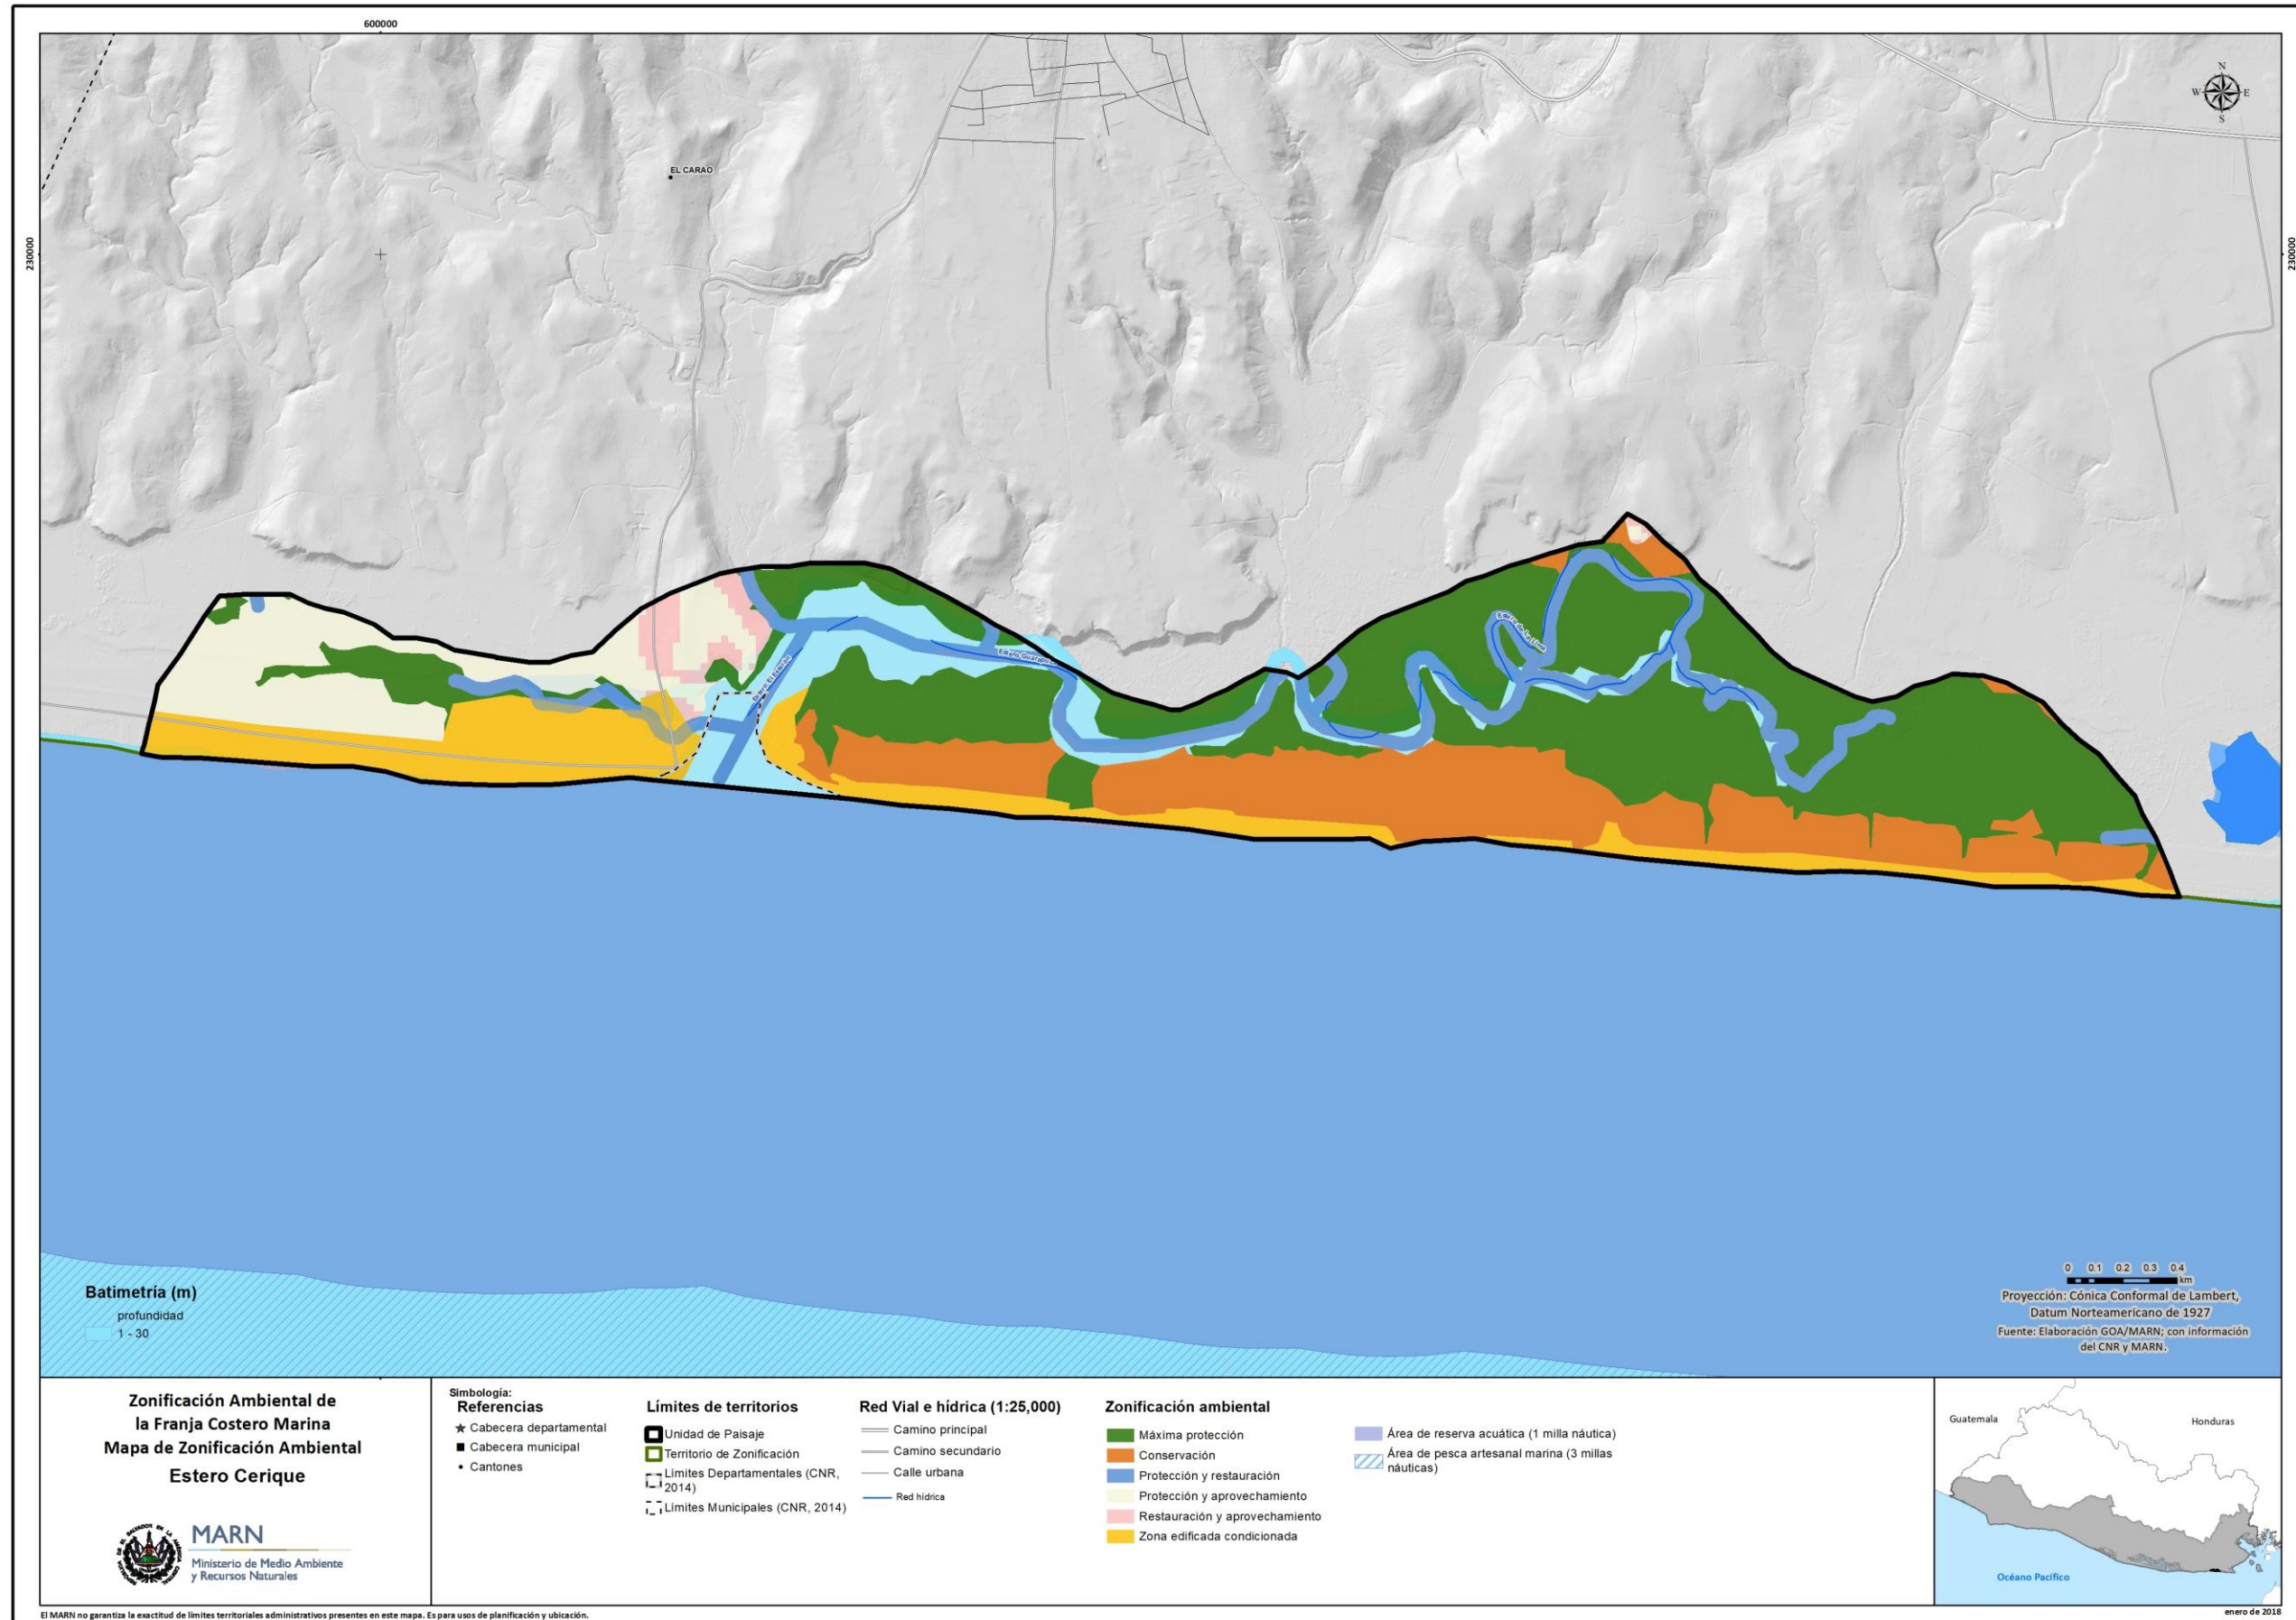 600000
N
W E
S
EL CARAO
230000
230000
Estero El Esterón
Batimetría (m)
profundidad
1 - 30
0 0.1 0.2 0.3 0.4
km
Proyección: Cónica Conformal de Lambert,
Datum Norteamericano de 1927
Fuente: Elaboración GOA/MARN; con información
del CNR y MARN.
Zonificación Ambiental de
la Franja Costero Marina
Mapa de Zonificación Ambiental
Estero Cerique
MARN
Ministerio de Medio Ambiente
y Recursos Naturales
Simbología:
Referencias
Cabecera departamental
Cabecera municipal
Cantones
Límites de territorios
Unidad de Paisaje
Territorio de Zonificación
Limites Departamentales (CNR,
2014)
Limites Municipales (CNR, 2014)
Red Vial e hídrica (1:25,000)
Camino principal
Camino secundario
Calle urbana
Red hídrica
Zonificación ambiental
Máxima protección
Conservación
Protección y restauración
Protección y aprovechamiento
Restauración y aprovechamiento
Zona edificada condicionada
Área de reserva acuática (1 milla náutica)
Área de pesca artesanal marina (3 millas
náuticas)
Guatemala
Honduras
Océano Pacífico
El MARN no garantiza la exactitud de límites territoriales administrativos presentes en este mapa. Es para usos de planificación y ubicación.
enero de 2018